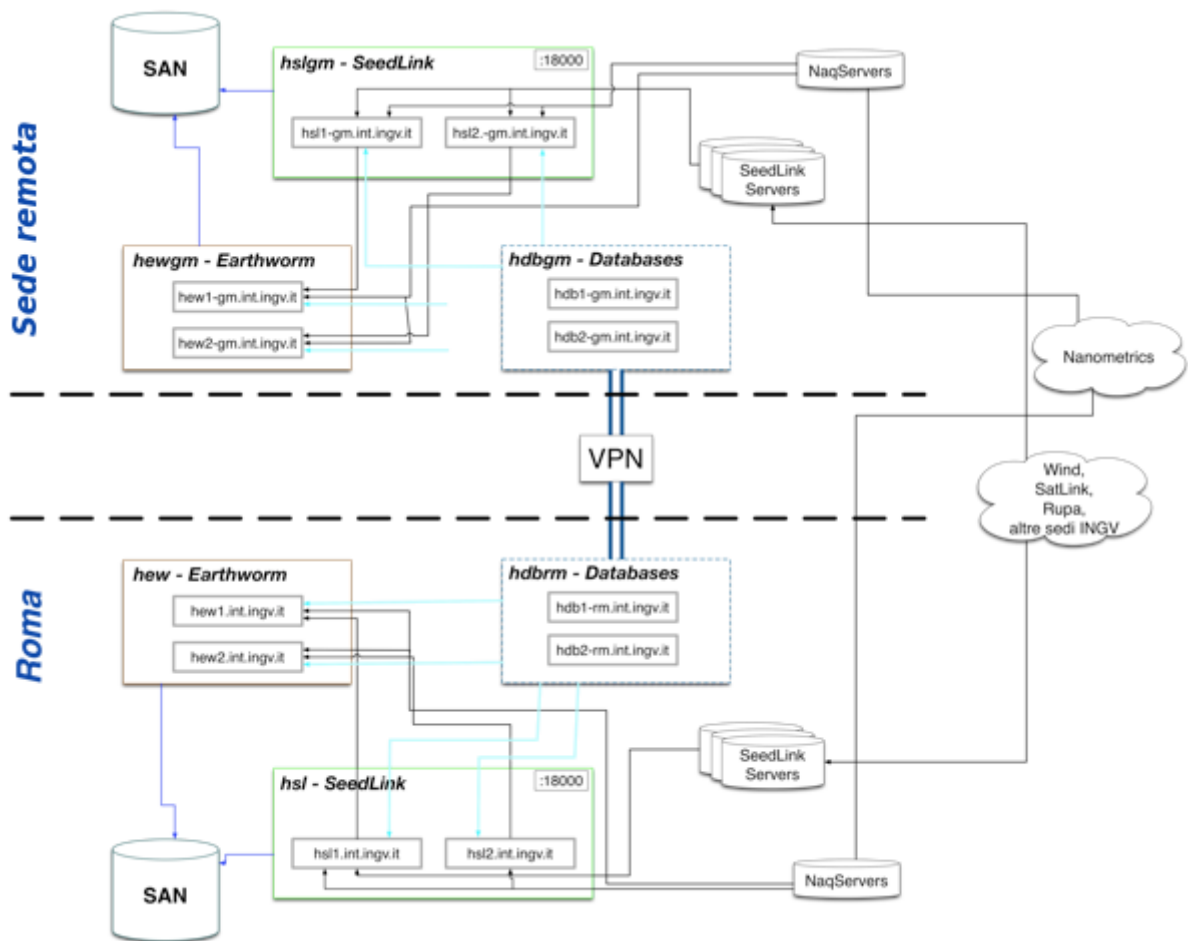 Sede remota
SAN
hslgm - SeedLink
:18000
hsl1-gm.int.ingv.it
hsl2.-gm.int.ingv.it
NaqServers
SeedLink
Servers
hewgm - Earthworm
hew1-gm.int.ingv.it
hew2-gm.int.ingv.it
hdbgm - Databases
hdb1-gm.int.ingv.it
hdb2-gm.int.ingv.it
Nanometrics
VPN
Wind,
SatLink,
Rupa,
altre sedi INGV
Roma
hew - Earthworm
hew1.int.ingv.it
hew2.int.ingv.it
hdbrm - Databases
hdb1-rm.int.ingv.it
hdb2-rm.int.ingv.it
SeedLink
Servers
hsl - SeedLink
:18000
hsl1.int.ingv.it
hsl2.int.ingv.it
NaqServers
SAN